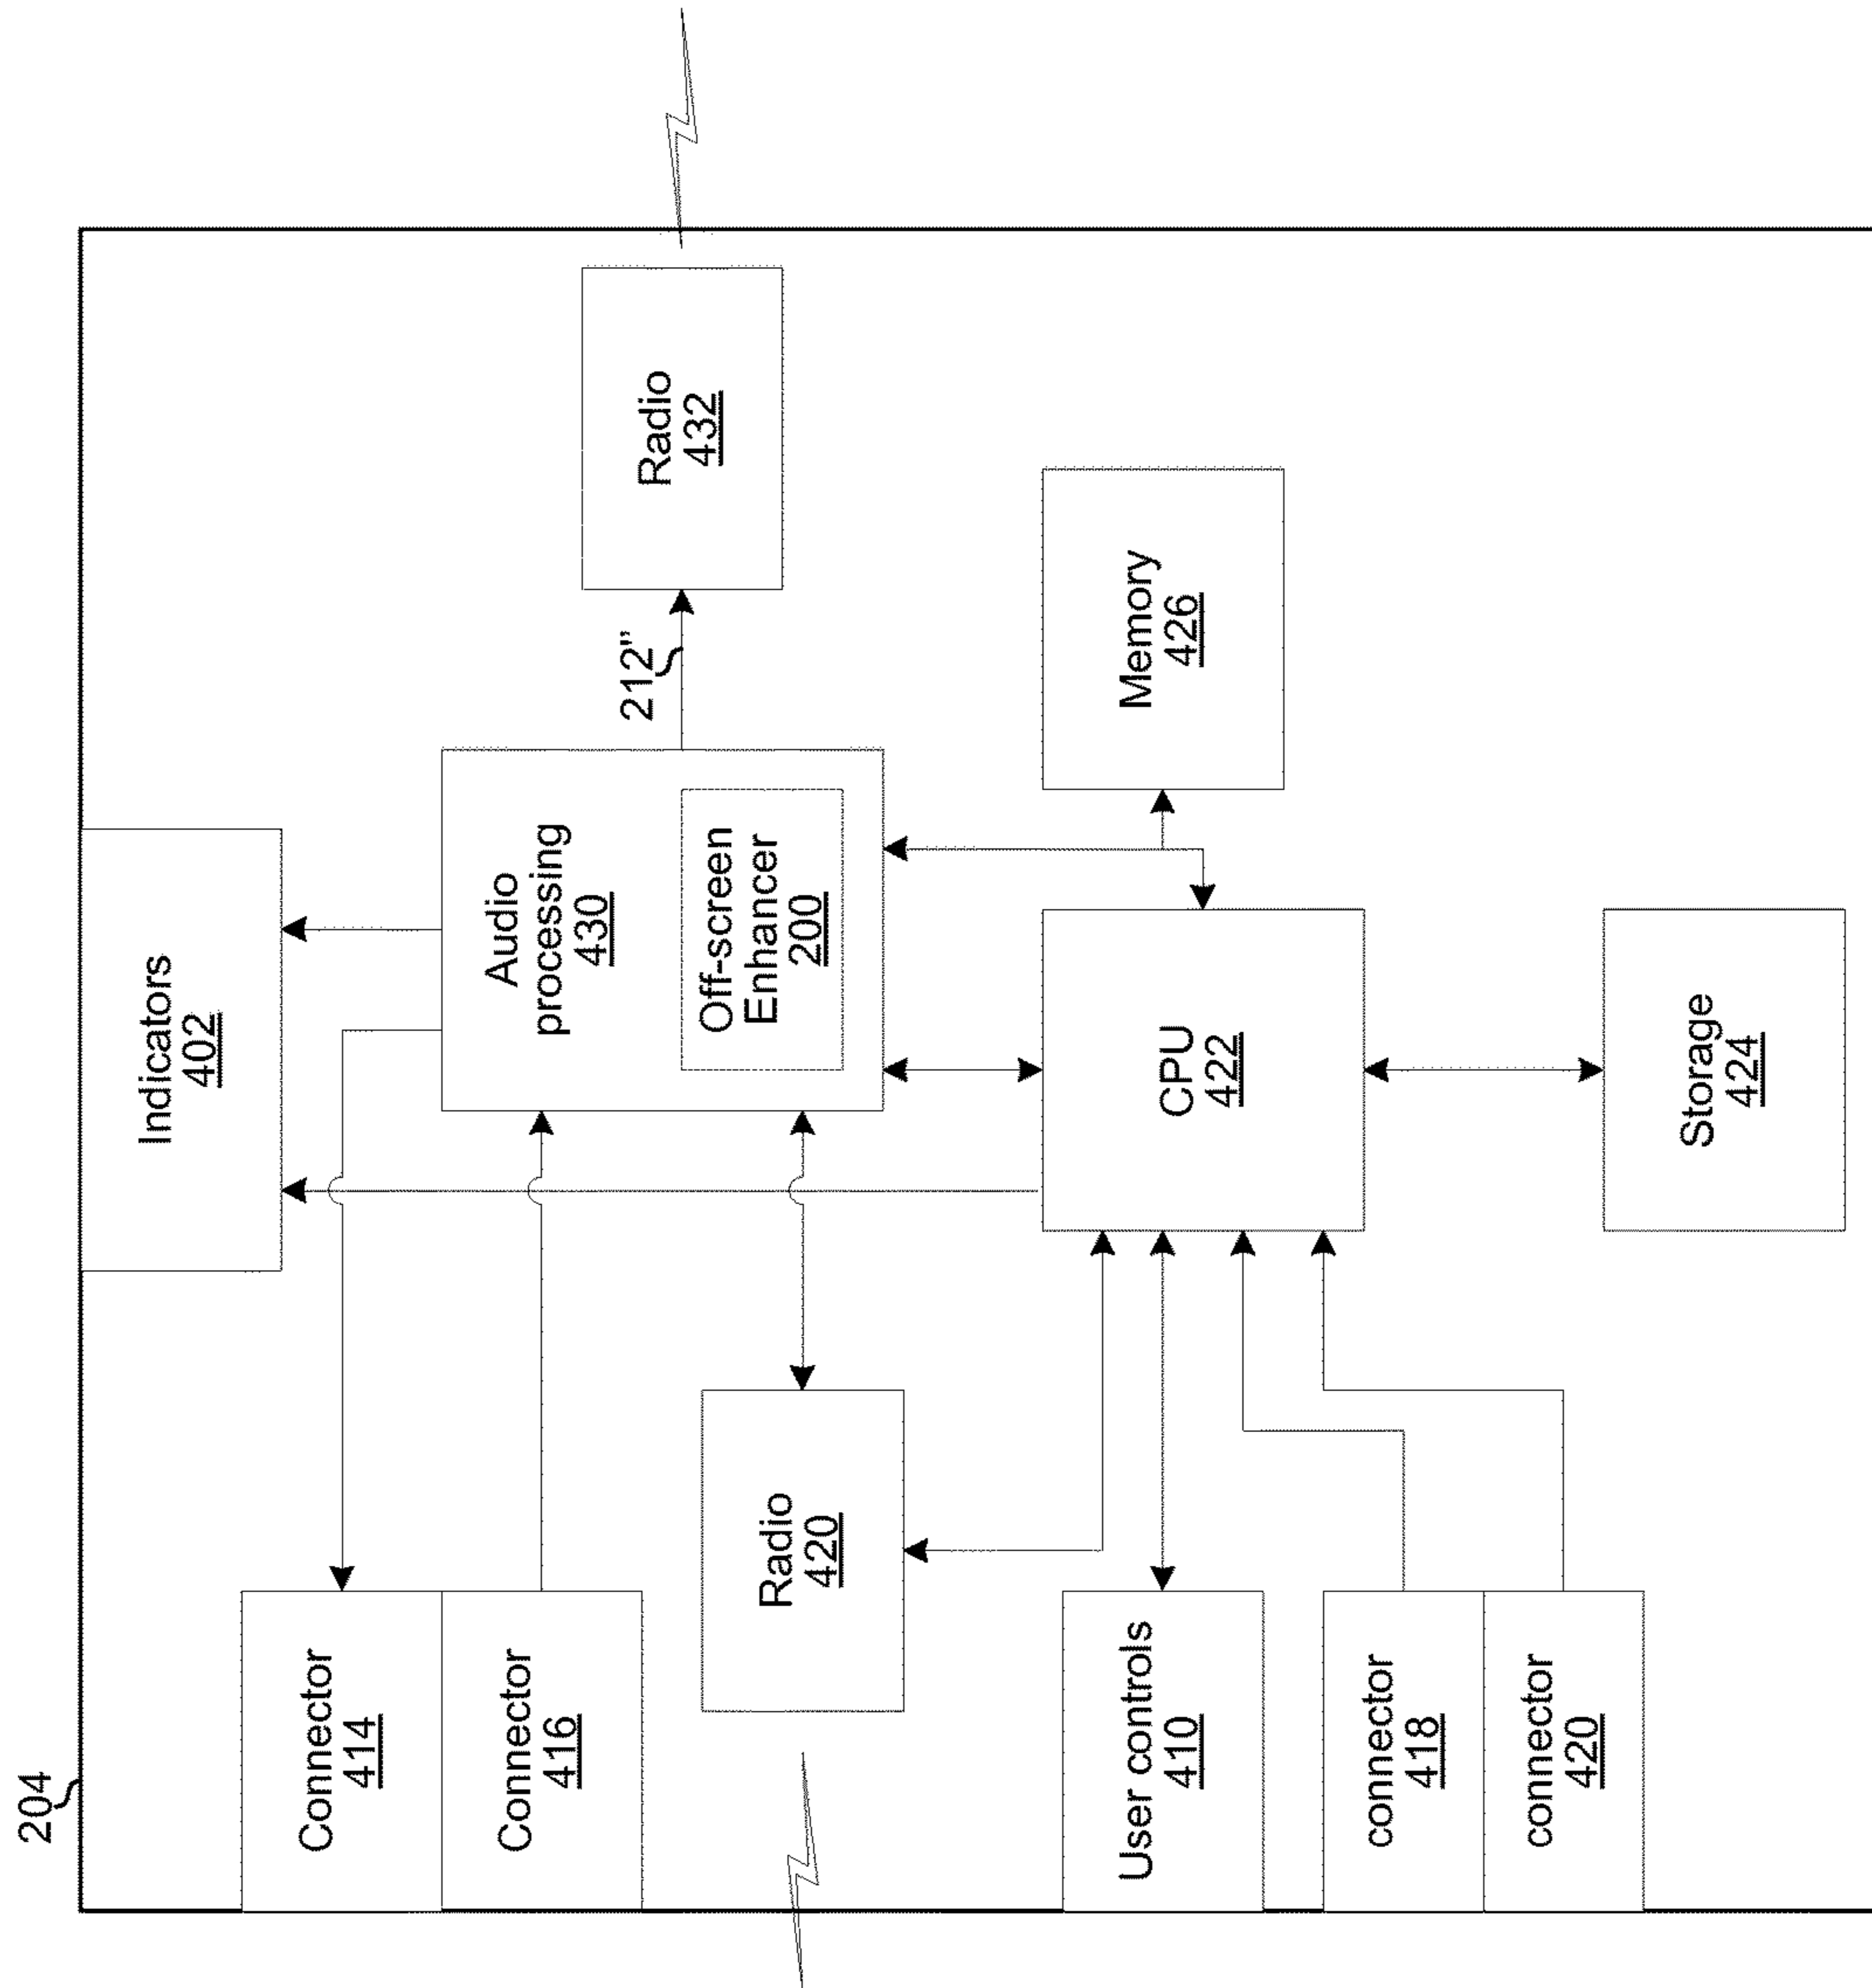 204
Indicators
402
Connector
414
Connector
416
Audio
processing
430
Off-screen
Enhancer
200
212"
Radio
432
Radio
420
User controls
410
connector
418
connector
420
CPU
422
Memory
426
Storage
424